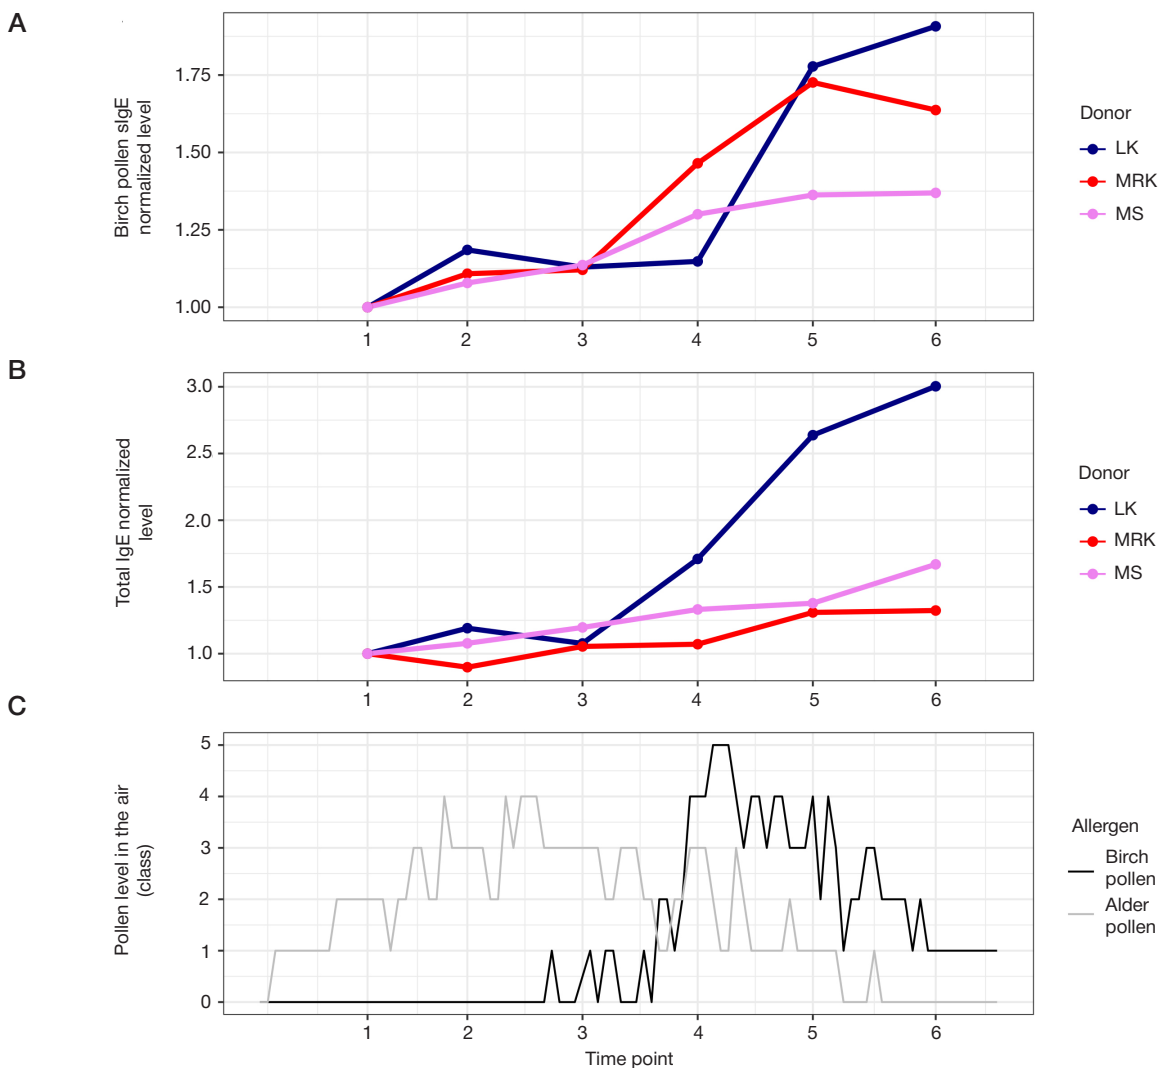 A
Birch pollen sIgE
normalized level
1.75
1.50
1.25
1.00
1 2 3 4 5 6
Donor
LK
MRK
MS
B
Total IgE normalized
level
3.0
2.5
2.0
1.5
1.0
1 2 3 4 5 6
Donor
LK
MRK
MS
C
Pollen level in the air
(class)
5
4
3
2
1
0
1 2 3 4 5 6
Time point
Allergen
Birch
pollen
Alder
pollen